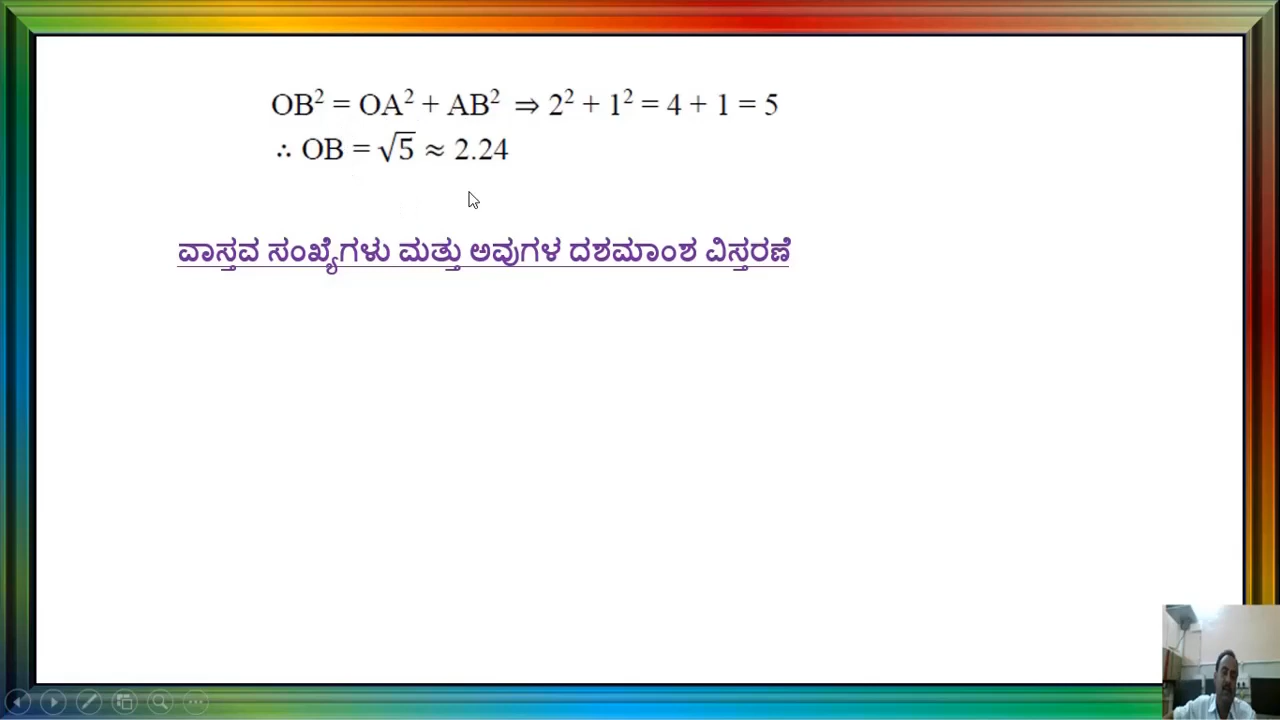 OB² = OA² + AB² ⇒ 2² + 1² = 4 + 1 = 5
∴ OB = √5 ≈ 2.24
ವಾಸ್ತವ ಸಂಖ್ಯೆಗಳು ಮತ್ತು ಅವುಗಳ ದಶಮಾಂಶ ವಿಸ್ತರಣೆ